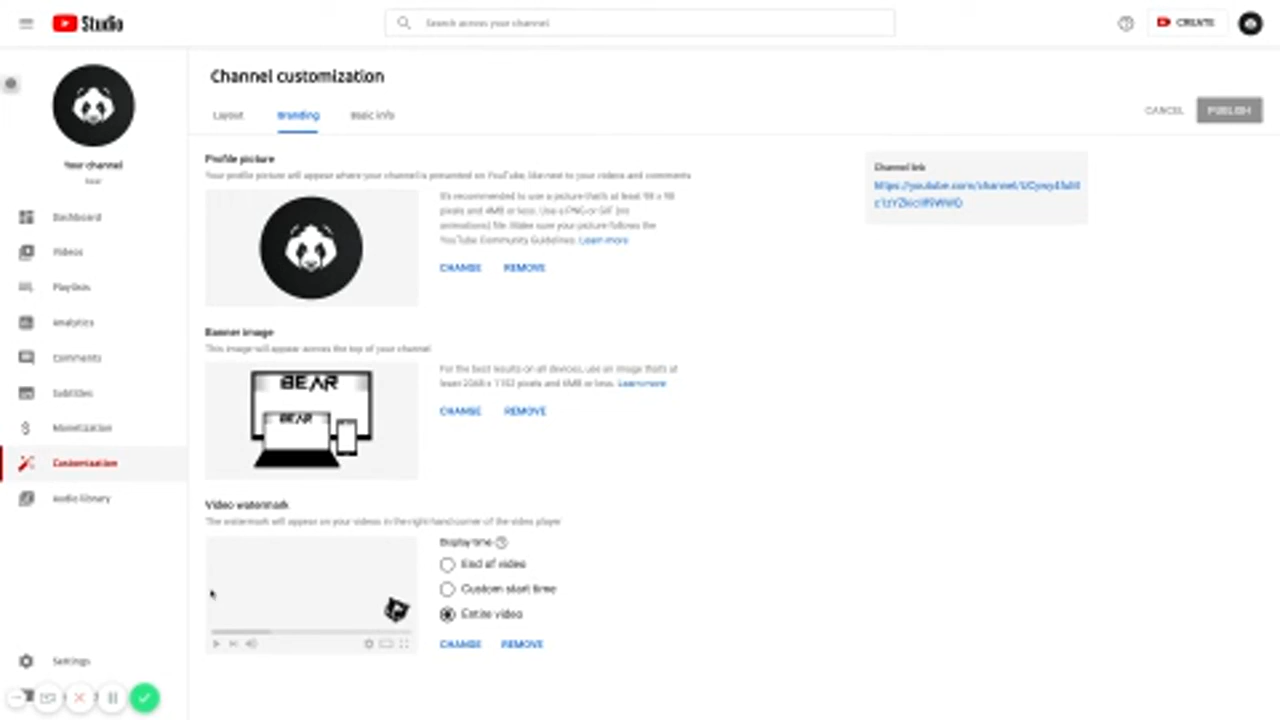 Studio
Search across your channel
CREATE
Channel customization
Layout
Branding
Basic info
CANCEL
PUBLISH
Your channel
bear
Dashboard
Videos
Playlists
Analytics
Comments
Subtitles
Monetization
Customization
Audio library
Settings
Profile picture
Your profile picture will appear where your channel is presented on YouTube, like next to your videos and comments
It's recommended to use a picture that's at least 98 x 98
pixels and 4MB or less. Use a PNG or GIF (no
animations) file. Make sure your picture follows the
YouTube Community Guidelines. Learn more
CHANGE REMOVE
Banner image
This image will appear across the top of your channel
BEAR
BEAR
For the best results on all devices, use an image that's at
least 2048 x 1152 pixels and 6MB or less. Learn more
CHANGE REMOVE
Video watermark
The watermark will appear on your videos in the right-hand corner of the video player
Display time
End of video
Custom start time
Entire video
CHANGE REMOVE
Channel link
https://youtube.com/channel/